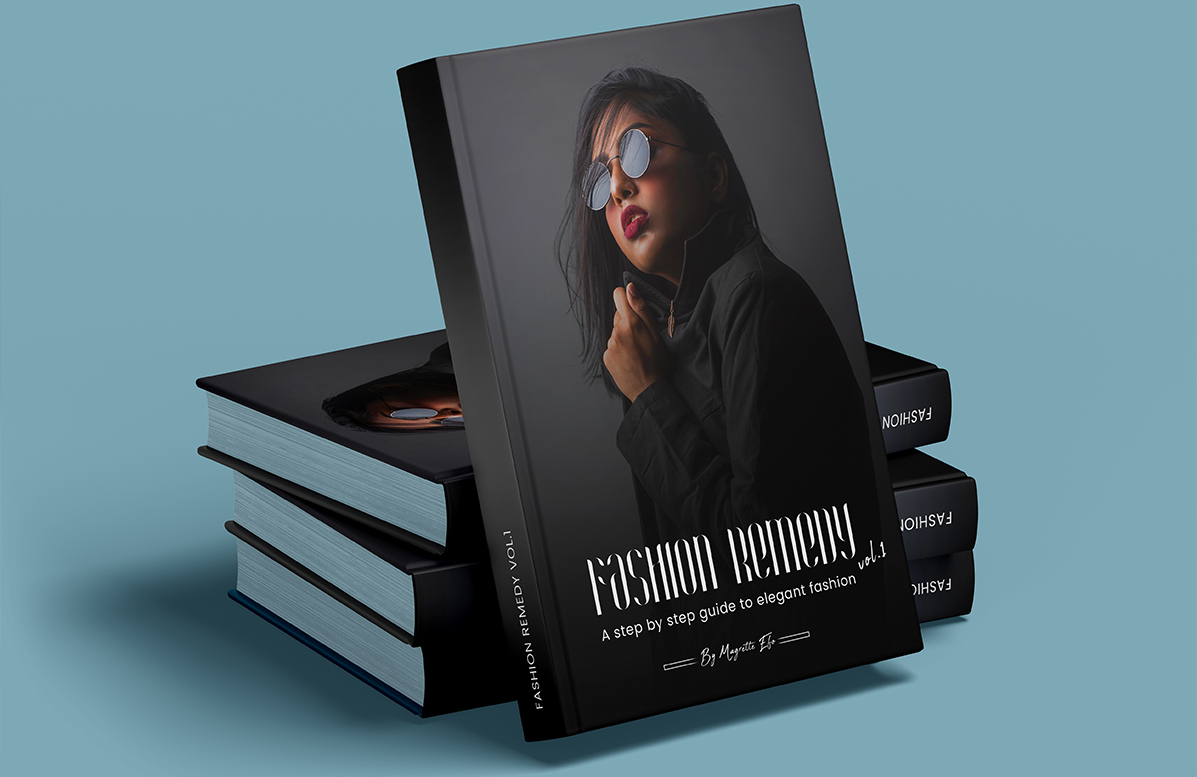 Fashion Remedy
vol.1
A step by step guide to elegant fashion
By Magrette Efo
FASHION REMEDY VOL.1
FASHION
FASHION
FASHION